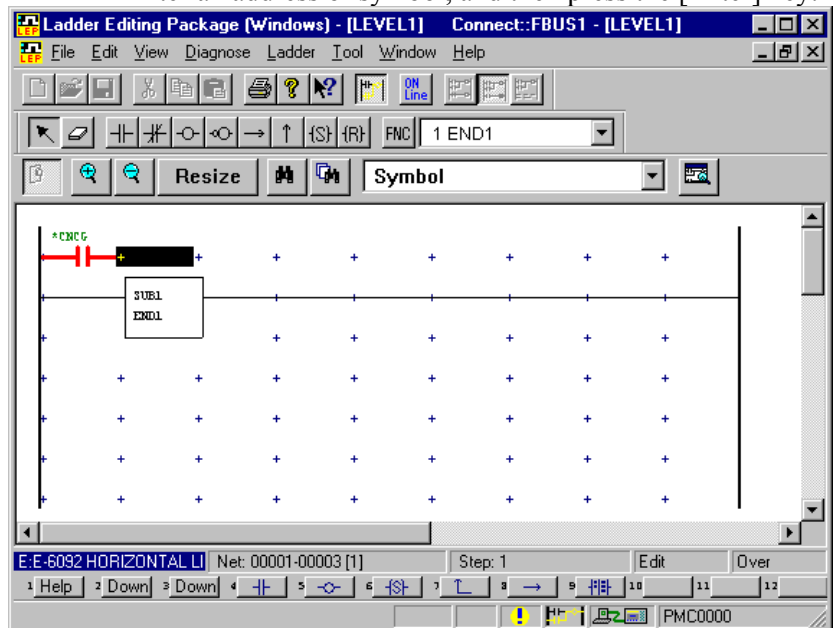 Ladder Editing Package (Windows) - [LEVEL1] Connect::FBUS1 - [LEVEL1]
File Edit View Diagnose Ladder Tool Window Help
ON
Line
{S} {R} FNC 1 END1
Resize Symbol
*CNCG
SUB1
END1
E:E-6092 HORIZONTAL LI Net: 00001-00003 [1] Step: 1 Edit Over
1 Help 2 Down 3 Down 4 5 6 {S} 7 8 9 10 11 12
PMC0000